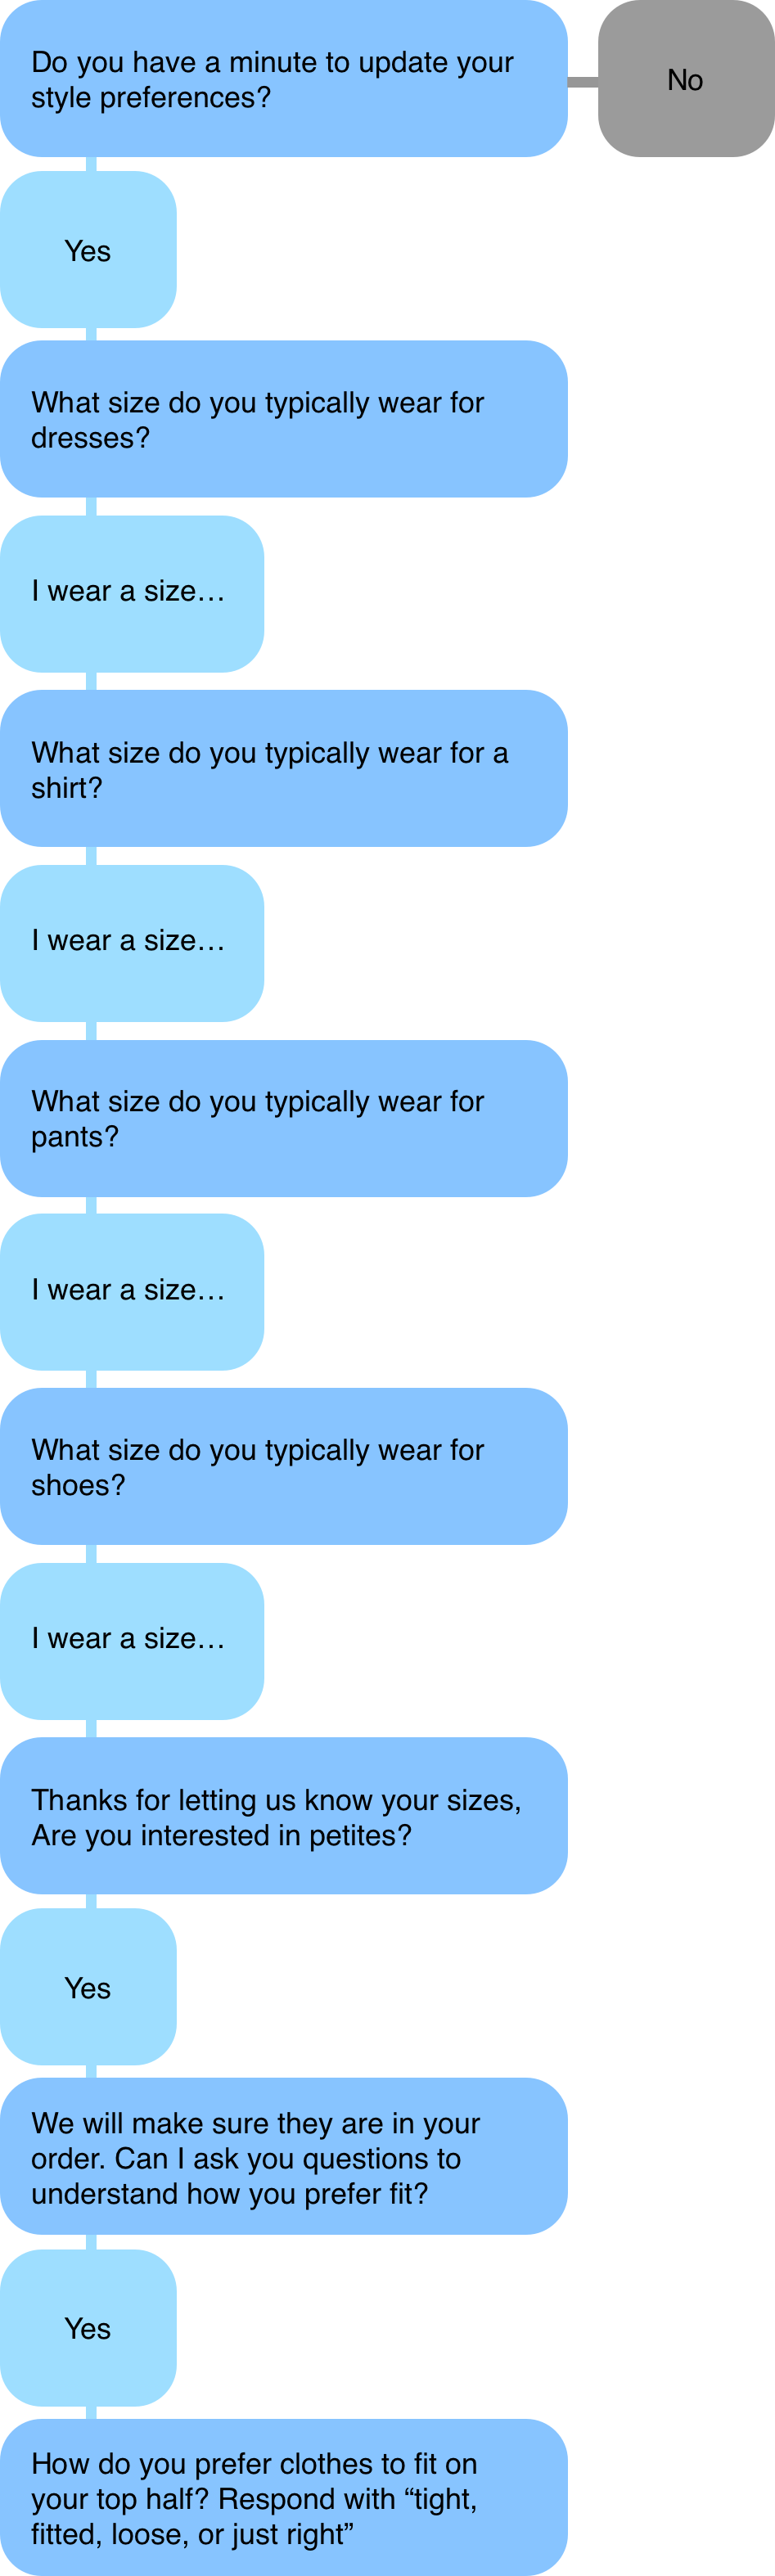 Do you have a minute to update your
style preferences?
No
Yes
What size do you typically wear for
dresses?
I wear a size…
What size do you typically wear for a
shirt?
I wear a size…
What size do you typically wear for
pants?
I wear a size…
What size do you typically wear for
shoes?
I wear a size…
Thanks for letting us know your sizes,
Are you interested in petites?
Yes
We will make sure they are in your
order. Can I ask you questions to
understand how you prefer fit?
Yes
How do you prefer clothes to fit on
your top half? Respond with “tight,
fitted, loose, or just right”